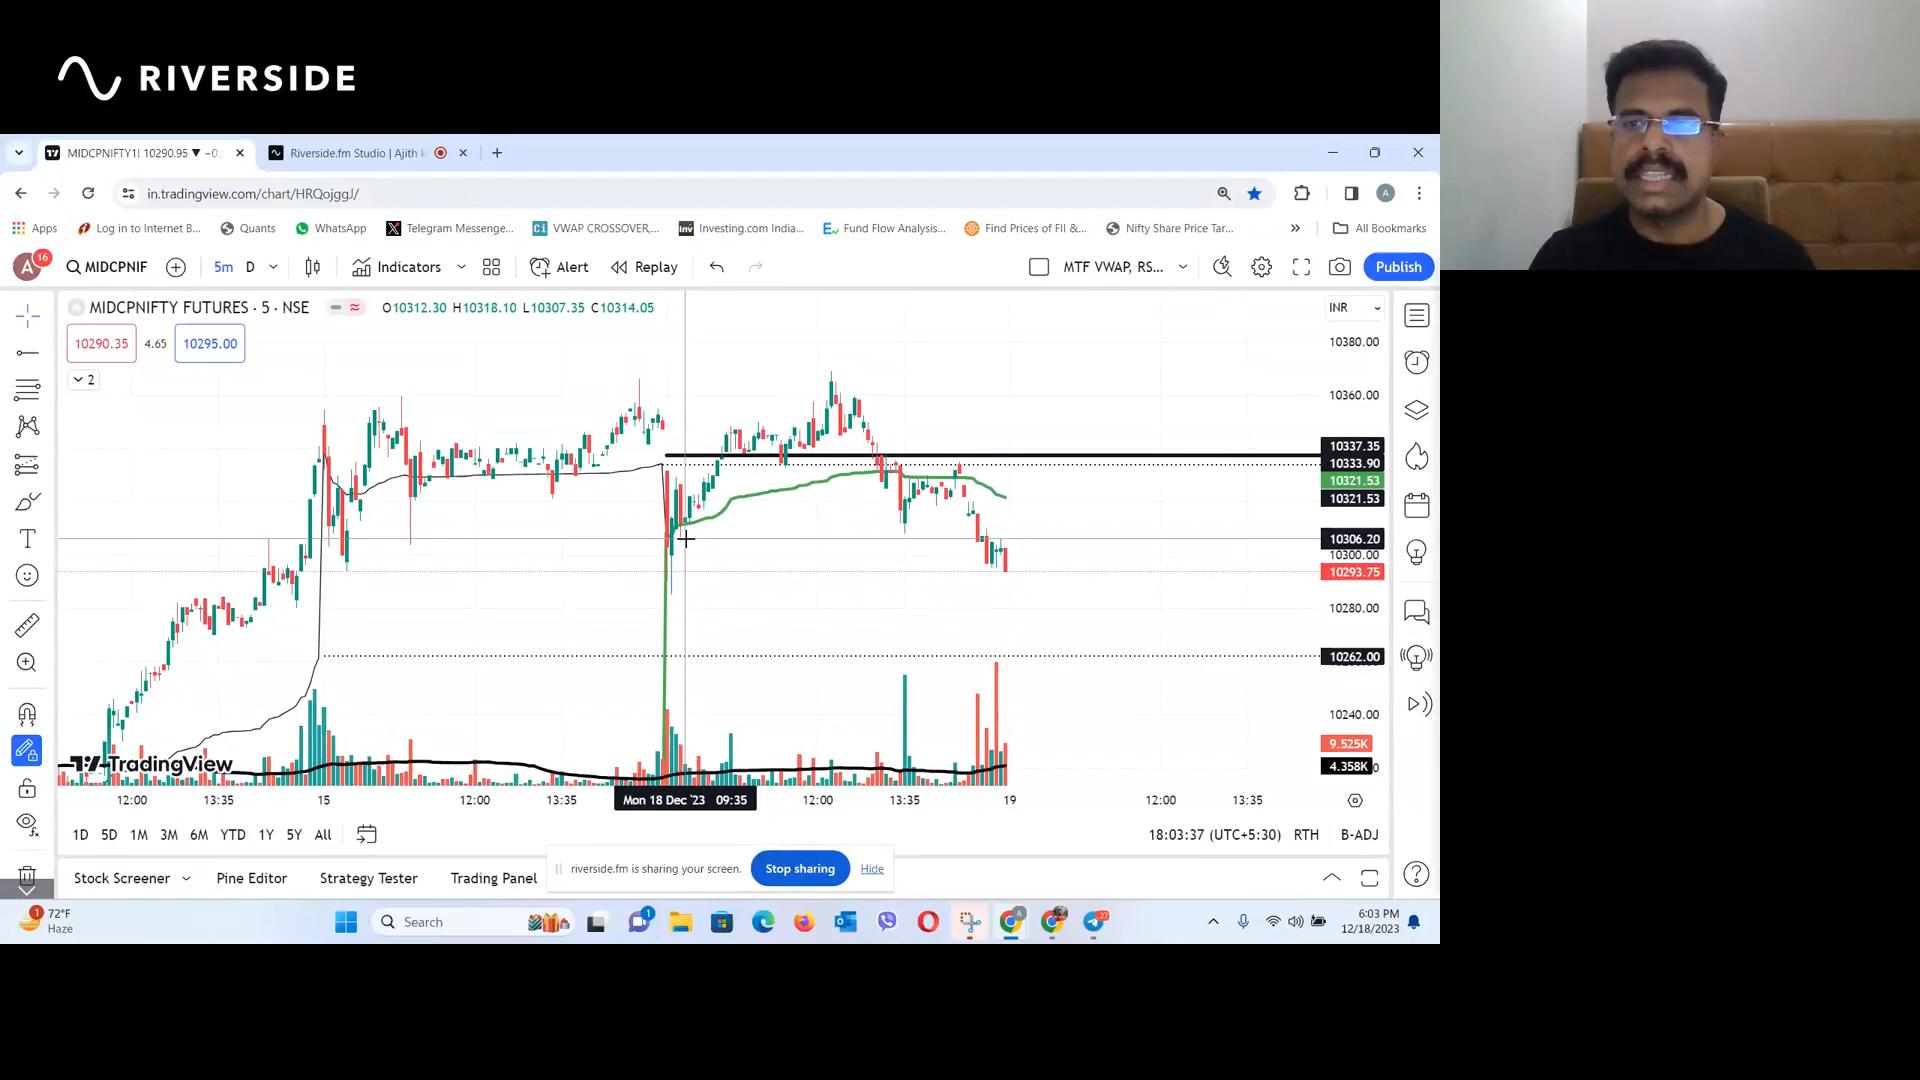 RIVERSIDE
MIDCPNIFTY1! 10290.95 ▼ −0.
Riverside.fm Studio | Ajith k
in.tradingview.com/chart/HRQojggJ/
Apps
Log in to Internet B...
Quants
WhatsApp
Telegram Messenge...
VWAP CROSSOVER,...
Investing.com India...
Fund Flow Analysis...
Find Prices of FII &...
Nifty Share Price Tar...
»
All Bookmarks
A
16
MIDCPNIF
5m
D
Indicators
Alert
Replay
MTF VWAP, RS...
Publish
MIDCPNIFTY FUTURES · 5 · NSE
O10312.30 H10318.10 L10307.35 C10314.05
INR
10290.35
4.65
10295.00
2
10380.00
10360.00
10337.35
10333.90
10321.53
10321.53
10306.20
10300.00
10293.75
10280.00
10262.00
10240.00
9.525K
4.358K
TradingView
12:00
13:35
15
12:00
13:35
Mon 18 Dec '23 09:35
12:00
13:35
19
12:00
13:35
1D
5D
1M
3M
6M
YTD
1Y
5Y
All
18:03:37 (UTC+5:30)
RTH
B-ADJ
Stock Screener
Pine Editor
Strategy Tester
Trading Panel
riverside.fm is sharing your screen.
Stop sharing
Hide
1
72°F
Haze
Search
1
27
6:03 PM
12/18/2023